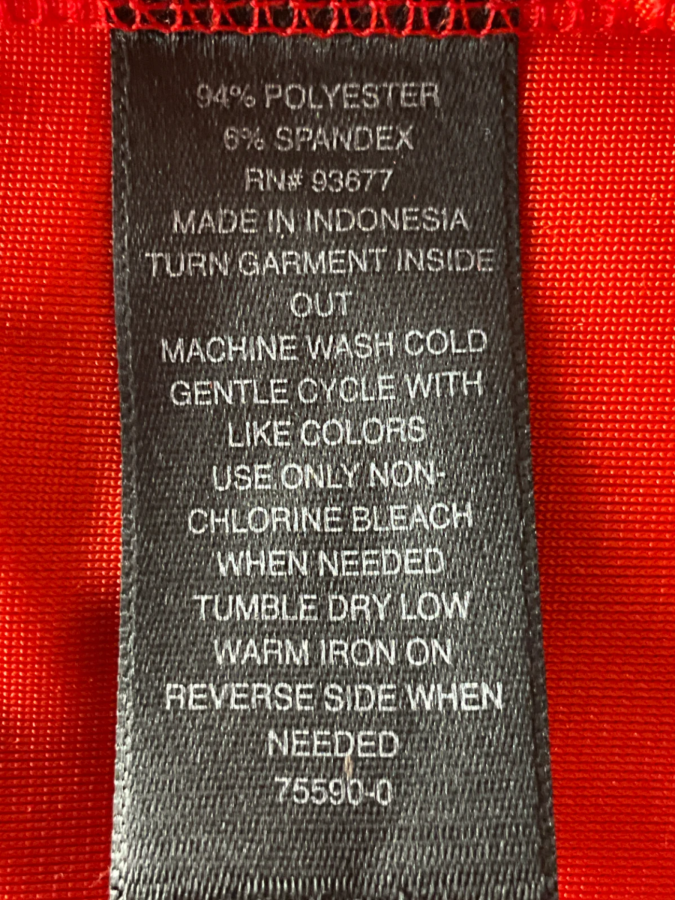 94% POLYESTER
6% SPANDEX
RN# 93677
MADE IN INDONESIA
TURN GARMENT INSIDE
OUT
MACHINE WASH COLD
GENTLE CYCLE WITH
LIKE COLORS
USE ONLY NON-
CHLORINE BLEACH
WHEN NEEDED
TUMBLE DRY LOW
WARM IRON ON
REVERSE SIDE WHEN
NEEDED
75590-0